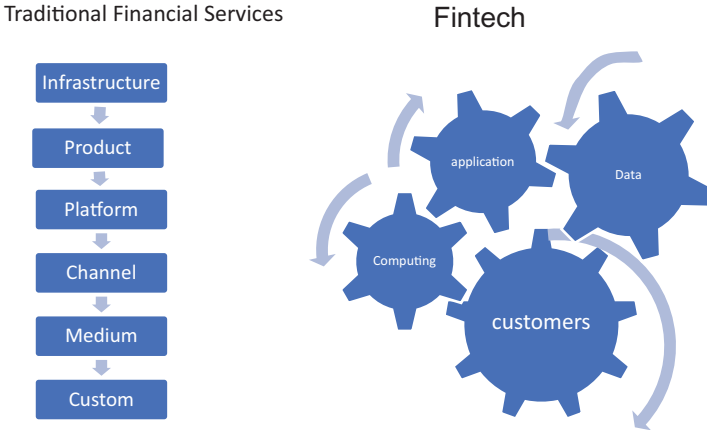 Traditional Financial Services
Fintech
Infrastructure
Product
Platform
Channel
Medium
Custom
application
Data
Computing
customers